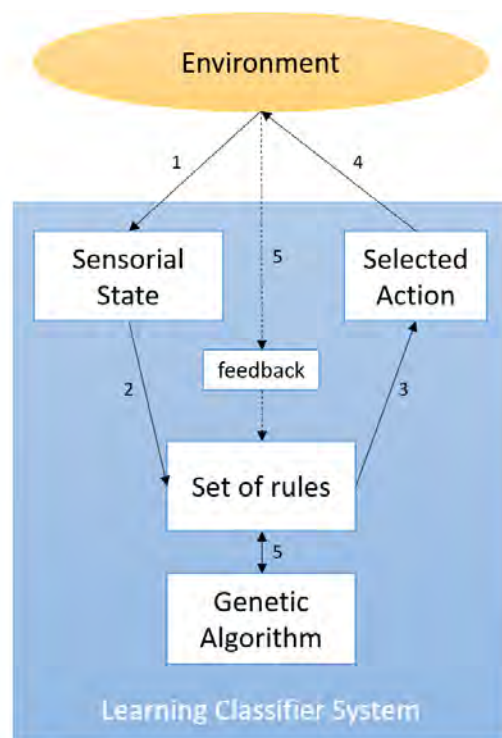 Environment
1
4
5
Sensorial
State
Selected
Action
feedback
2
3
Set of rules
5
Genetic
Algorithm
Learning Classifier System